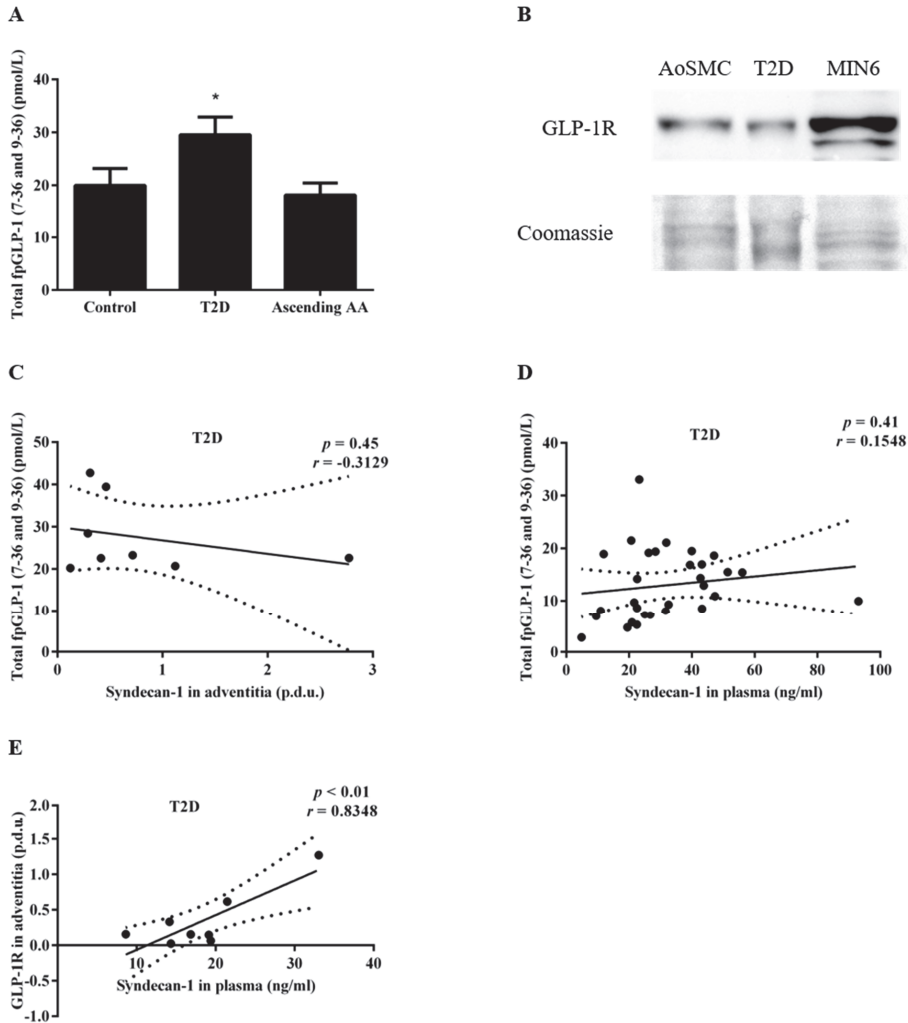 A
Total fpGLP-1 (7-36 and 9-36) (pmol/L)
40
30
20
10
0
*
Control T2D Ascending AA
B
AoSMC T2D MIN6
GLP-1R
Coomassie
C
Total fpGLP-1 (7-36 and 9-36) (pmol/L)
T2D
p = 0.45
r = -0.3129
50
40
30
20
10
0
0 1 2 3
Syndecan-1 in adventitia (p.d.u.)
D
Total fpGLP-1 (7-36 and 9-36) (pmol/L)
T2D
p = 0.41
r = 0.1548
40
30
20
10
0
0 20 40 60 80 100
Syndecan-1 in plasma (ng/ml)
E
GLP-1R in adventitia (p.d.u.)
T2D
p < 0.01
r = 0.8348
2.0
1.5
1.0
0.5
0.0
-0.5
-1.0
10 20 30 40
Syndecan-1 in plasma (ng/ml)